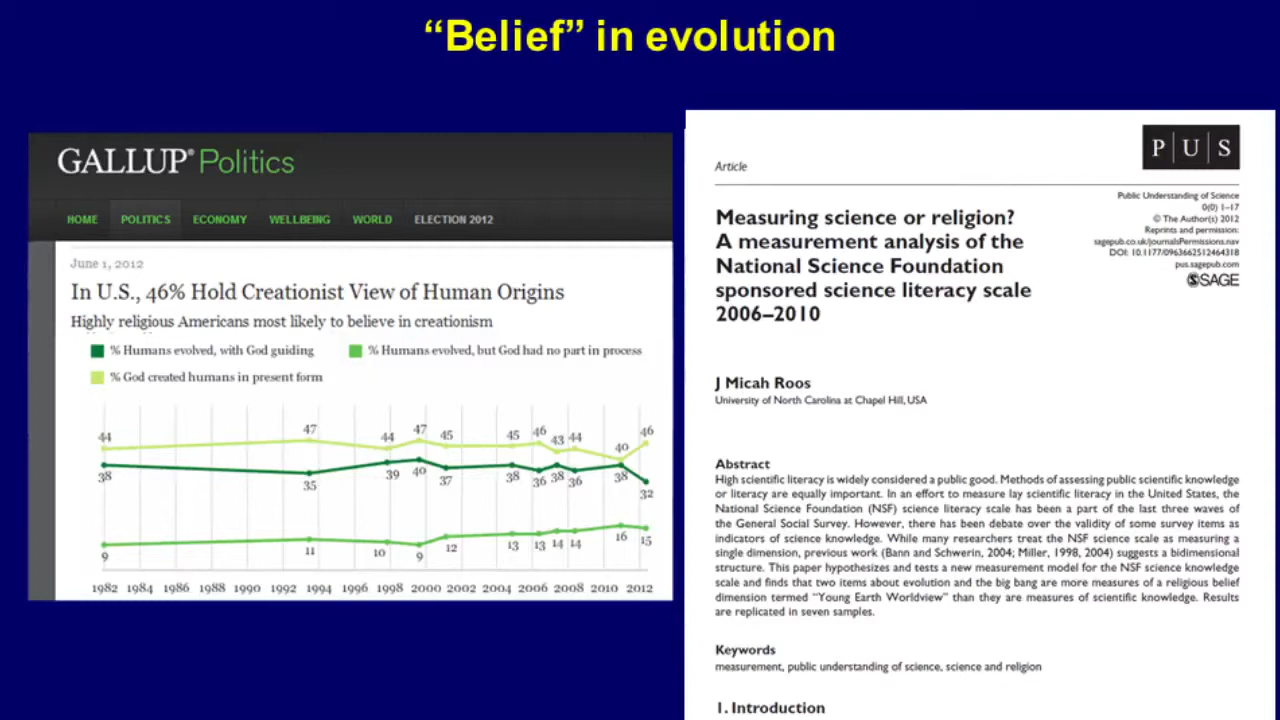 “Belief” in evolution
GALLUP® Politics
HOME POLITICS ECONOMY WELLBEING WORLD ELECTION 2012
June 1, 2012
In U.S., 46% Hold Creationist View of Human Origins
Highly religious Americans most likely to believe in creationism
% Humans evolved, with God guiding
% Humans evolved, but God had no part in process
% God created humans in present form
44 47 44 47 45 45 46 43 44 40 46
38 35 39 40 37 38 36 38 36 38 32
9 11 10 9 12 13 13 14 14 16 15
1982 1984 1986 1988 1990 1992 1994 1996 1998 2000 2002 2004 2006 2008 2010 2012
Article
P|U|S
Public Understanding of Science
0(0) 1–17
© The Author(s) 2012
Reprints and permission:
sagepub.co.uk/journalsPermissions.nav
DOI: 10.1177/0963662512464318
pus.sagepub.com
SAGE
Measuring science or religion?
A measurement analysis of the
National Science Foundation
sponsored science literacy scale
2006–2010
J Micah Roos
University of North Carolina at Chapel Hill, USA
Abstract
High scientific literacy is widely considered a public good. Methods of assessing public scientific knowledge
or literacy are equally important. In an effort to measure lay scientific literacy in the United States, the
National Science Foundation (NSF) science literacy scale has been a part of the last three waves of
the General Social Survey. However, there has been debate over the validity of some survey items as
indicators of science knowledge. While many researchers treat the NSF science scale as measuring a
single dimension, previous work (Bann and Schwerin, 2004; Miller, 1998, 2004) suggests a bidimensional
structure. This paper hypothesizes and tests a new measurement model for the NSF science knowledge
scale and finds that two items about evolution and the big bang are more measures of a religious belief
dimension termed “Young Earth Worldview” than they are measures of scientific knowledge. Results
are replicated in seven samples.
Keywords
measurement, public understanding of science, science and religion
1. Introduction